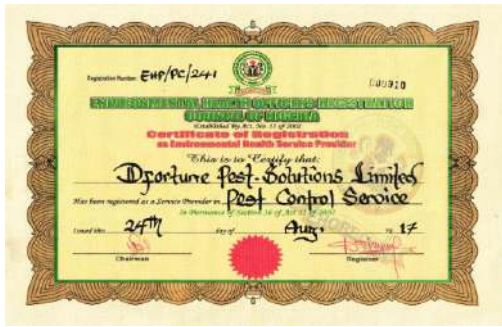 Registration Number: EHP/PC/241
000910
ENVIRONMENTAL HEALTH OFFICERS REGISTRATION
COUNCIL OF NIGERIA
(Established By Act. No. 11 of 2002)
Certificate of Registration
as Environmental Health Service Provider
This is to Certify that:
Dforture Pest-Solutions Limited
Has been registered as a Service Provider in Pest Control Service
In Pursuance of Section 16 of Act 11 of 2002
Issued this 24TH day of Aug, 20 17
Chairman Registrar